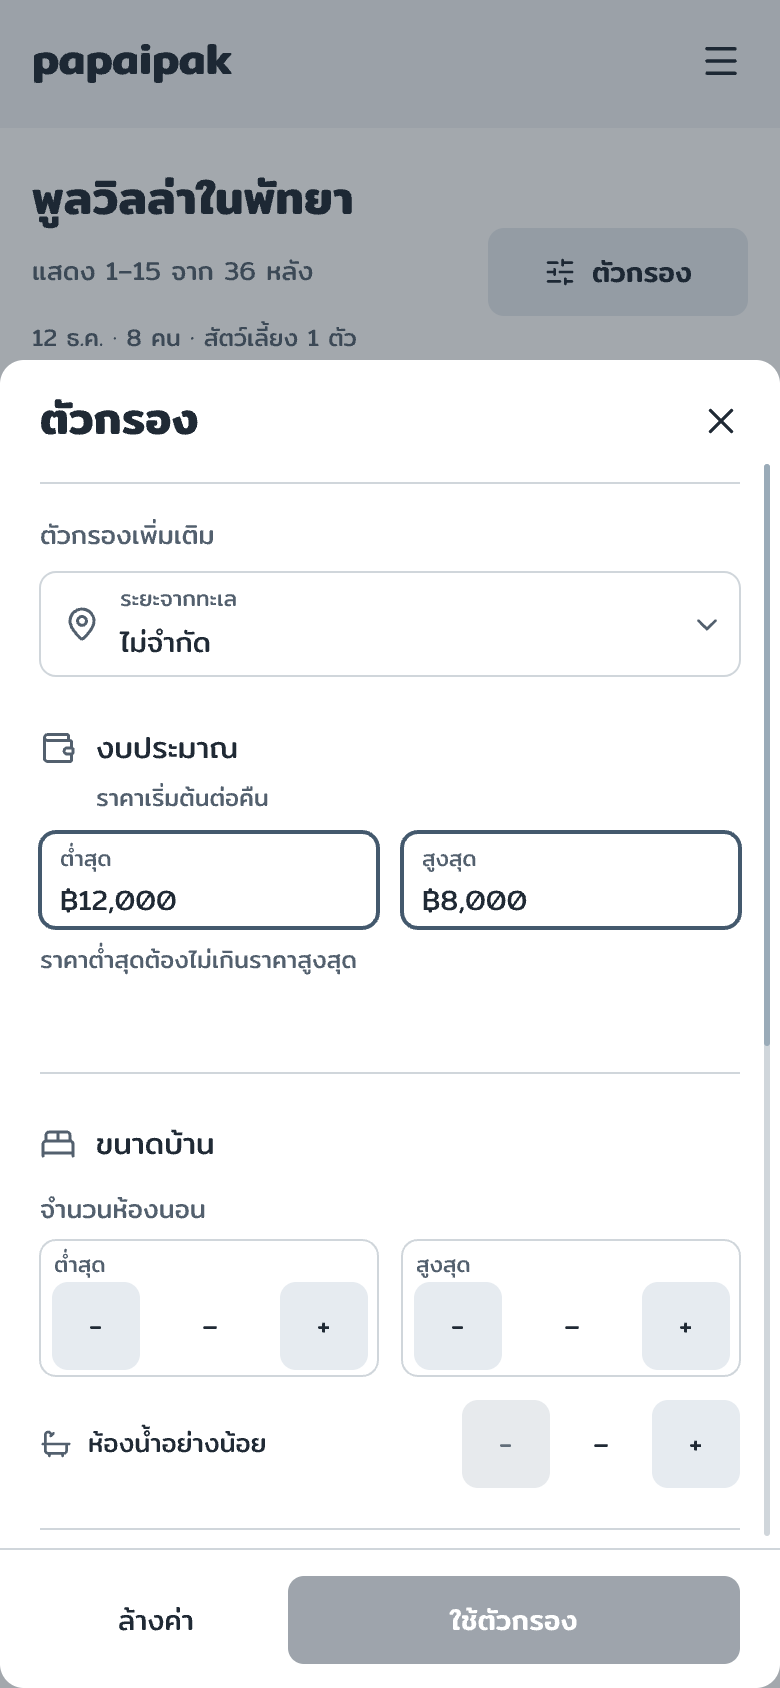 papaipak
พูลวิลล่าในพัทยา
แสดง 1–15 จาก 36 หลัง
ตัวกรอง
12 ธ.ค. · 8 คน · สัตว์เลี้ยง 1 ตัว
ตัวกรอง
ตัวกรองเพิ่มเติม
ระยะจากทะเล
ไม่จำกัด
งบประมาณ
ราคาเริ่มต้นต่อคืน
ต่ำสุด
฿12,000
สูงสุด
฿8,000
ราคาต่ำสุดต้องไม่เกินราคาสูงสุด
ขนาดบ้าน
จำนวนห้องนอน
ต่ำสุด
- – +
สูงสุด
- – +
ห้องน้ำอย่างน้อย
- – +
ล้างค่า
ใช้ตัวกรอง